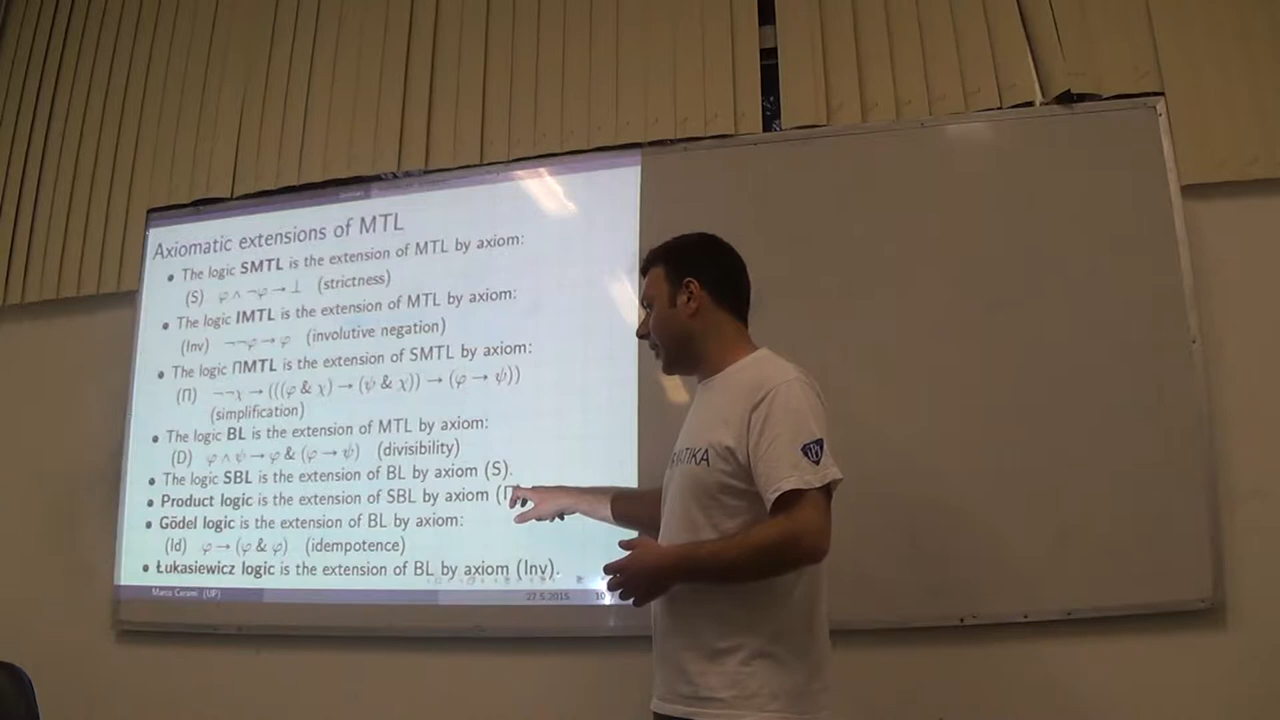 Axiomatic extensions of MTL
• The logic SMTL is the extension of MTL by axiom:
(S) φ ∧ ¬φ → ⊥ (strictness)
• The logic IMTL is the extension of MTL by axiom:
(Inv) ¬¬φ → φ (involutive negation)
• The logic ΠMTL is the extension of SMTL by axiom:
(Π) ¬¬χ → (((φ & χ) → (ψ & χ)) → (φ → ψ))
(simplification)
• The logic BL is the extension of MTL by axiom:
(D) φ ∧ ψ → φ & (φ → ψ) (divisibility)
• The logic SBL is the extension of BL by axiom (S).
• Product logic is the extension of SBL by axiom (Π
• Gödel logic is the extension of BL by axiom:
(Id) φ → (φ & φ) (idempotence)
• Łukasiewicz logic is the extension of BL by axiom (Inv).
Marco Cerami (UP) 27.5.2015 10